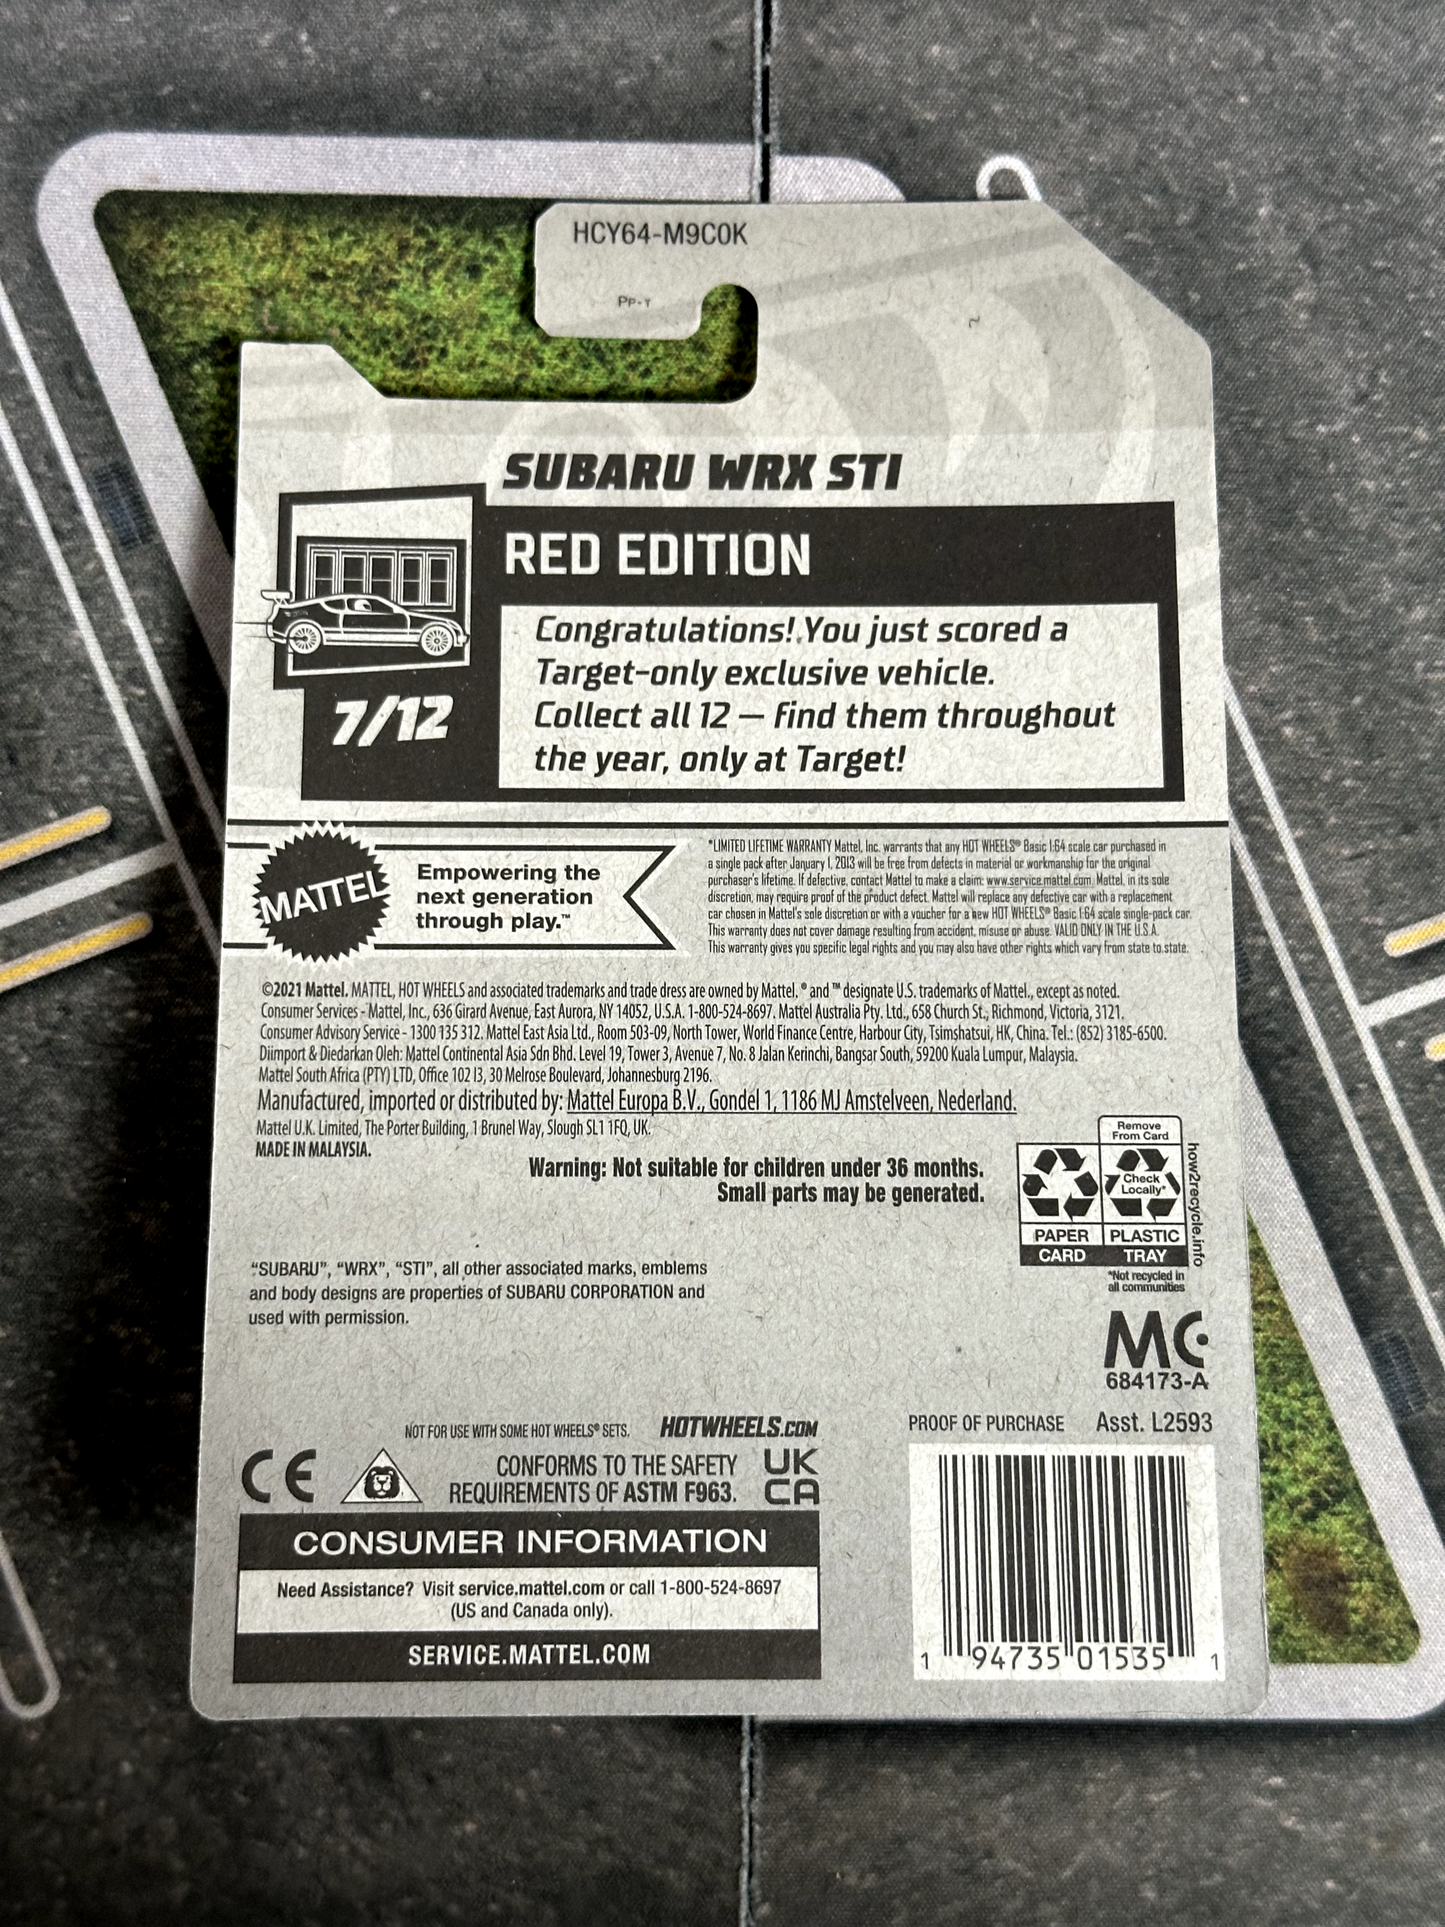 HCY64-M9C0K
PP-T
SUBARU WRX STI
RED EDITION
Congratulations! You just scored a
Target-only exclusive vehicle.
Collect all 12 – find them throughout
the year, only at Target!
7/12
MATTEL
Empowering the
next generation
through play.™
*LIMITED LIFETIME WARRANTY Mattel, Inc. warrants that any HOT WHEELS® Basic 1:64 scale car purchased in
a single pack after January 1, 2013 will be free from defects in material or workmanship for the original
purchaser's lifetime. If defective, contact Mattel to make a claim: www.service.mattel.com. Mattel, in its sole
discretion, may require proof of the product defect. Mattel will replace any defective car with a replacement
car chosen in Mattel's sole discretion or with a voucher for a new HOT WHEELS® Basic 1:64 scale single-pack car.
This warranty does not cover damage resulting from accident, misuse or abuse. VALID ONLY IN THE U.S.A.
This warranty gives you specific legal rights and you may also have other rights which vary from state to state.
©2021 Mattel. MATTEL, HOT WHEELS and associated trademarks and trade dress are owned by Mattel. ® and ™ designate U.S. trademarks of Mattel., except as noted.
Consumer Services - Mattel, Inc., 636 Girard Avenue, East Aurora, NY 14052, U.S.A. 1-800-524-8697. Mattel Australia Pty. Ltd., 658 Church St., Richmond, Victoria, 3121.
Consumer Advisory Service - 1300 135 312. Mattel East Asia Ltd., Room 503-09, North Tower, World Finance Centre, Harbour City, Tsimshatsui, HK, China. Tel.: (852) 3185-6500.
Diimport & Diedarkan Oleh: Mattel Continental Asia Sdn Bhd. Level 19, Tower 3, Avenue 7, No. 8 Jalan Kerinchi, Bangsar South, 59200 Kuala Lumpur, Malaysia.
Mattel South Africa (PTY) LTD, Office 102 I3, 30 Melrose Boulevard, Johannesburg 2196.
Manufactured, imported or distributed by: Mattel Europa B.V., Gondel 1, 1186 MJ Amstelveen, Nederland.
Mattel U.K. Limited, The Porter Building, 1 Brunel Way, Slough SL1 1FQ, UK.
MADE IN MALAYSIA.
Warning: Not suitable for children under 36 months.
Small parts may be generated.
Remove
From Card
Check
Locally*
PAPER
CARD
PLASTIC
TRAY
how2recycle.info
*Not recycled in
all communities
"SUBARU", "WRX", "STI", all other associated marks, emblems
and body designs are properties of SUBARU CORPORATION and
used with permission.
MC
684173-A
NOT FOR USE WITH SOME HOT WHEELS® SETS.
HOTWHEELS.COM
PROOF OF PURCHASE
Asst. L2593
CE
CONFORMS TO THE SAFETY
REQUIREMENTS OF ASTM F963.
UK
CA
CONSUMER INFORMATION
Need Assistance? Visit service.mattel.com or call 1-800-524-8697
(US and Canada only).
SERVICE.MATTEL.COM
1 94735 01535 1